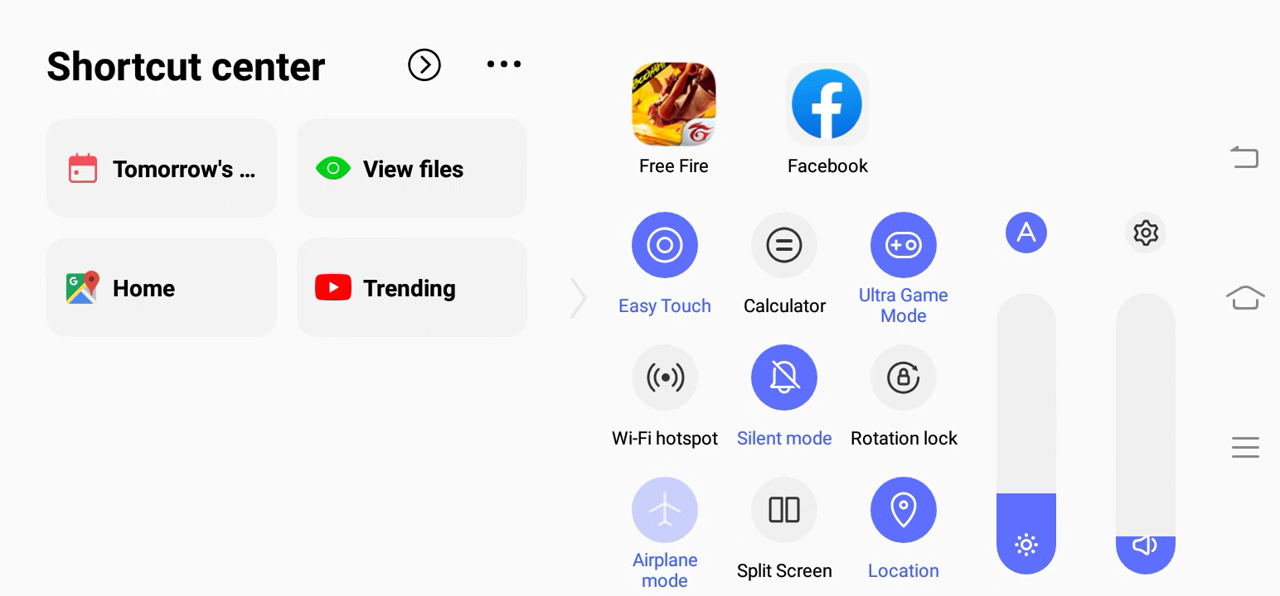 Shortcut center
Tomorrow's ...
View files
Home
Trending
Free Fire
Facebook
Easy Touch
Calculator
Ultra Game
Mode
Wi-Fi hotspot
Silent mode
Rotation lock
Airplane
mode
Split Screen
Location
A